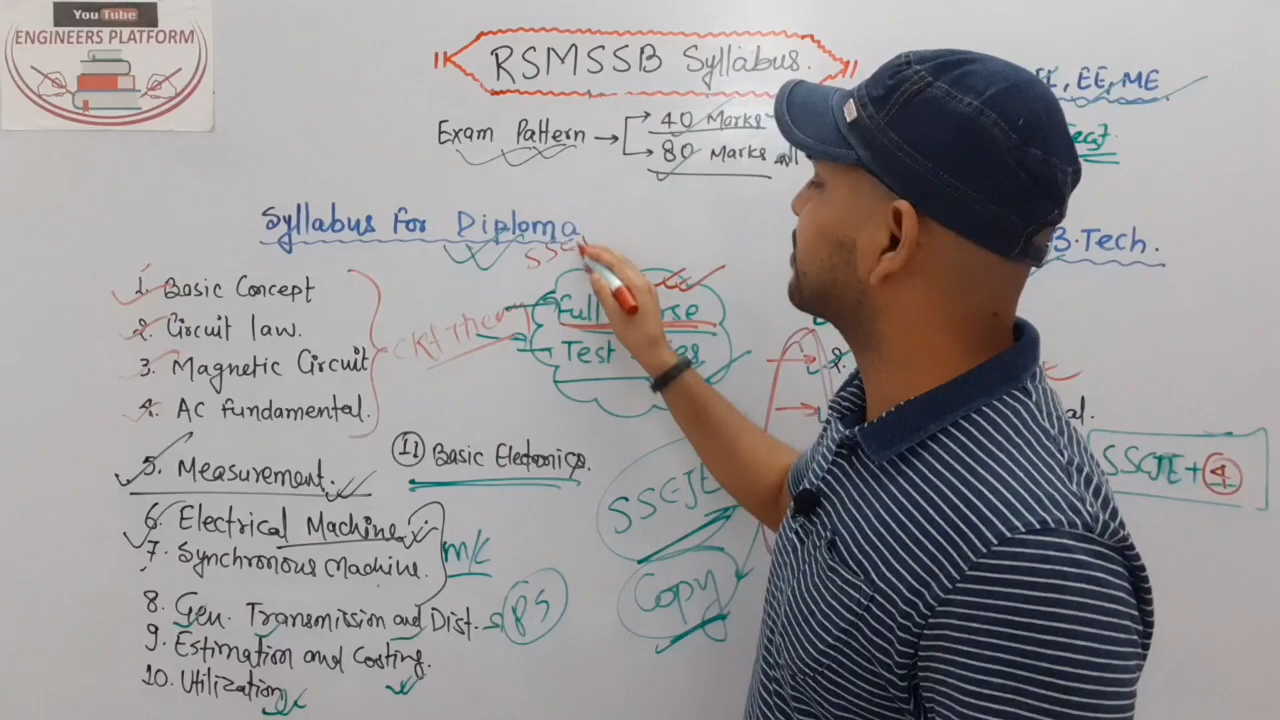 YouTube
ENGINEERS PLATFORM
RSMSSB Syllabus.
EE, ME
Exam Pattern → 40 Marks
80 Marks
Syllabus For Diploma
B.Tech.
1. Basic Concept
2. Circuit law.
3. Magnetic Circuit
4. AC fundamental.
CKt Theory
Full
Test
5. Measurement.
11 Basic Electronics.
6. Electrical Machine
7. Synchronous Machine.
M/C
8. Gen. Transmission and Dist. → PS
9. Estimation and Costing.
10. Utilization
SSCJE
Copy
SSCJE + 4